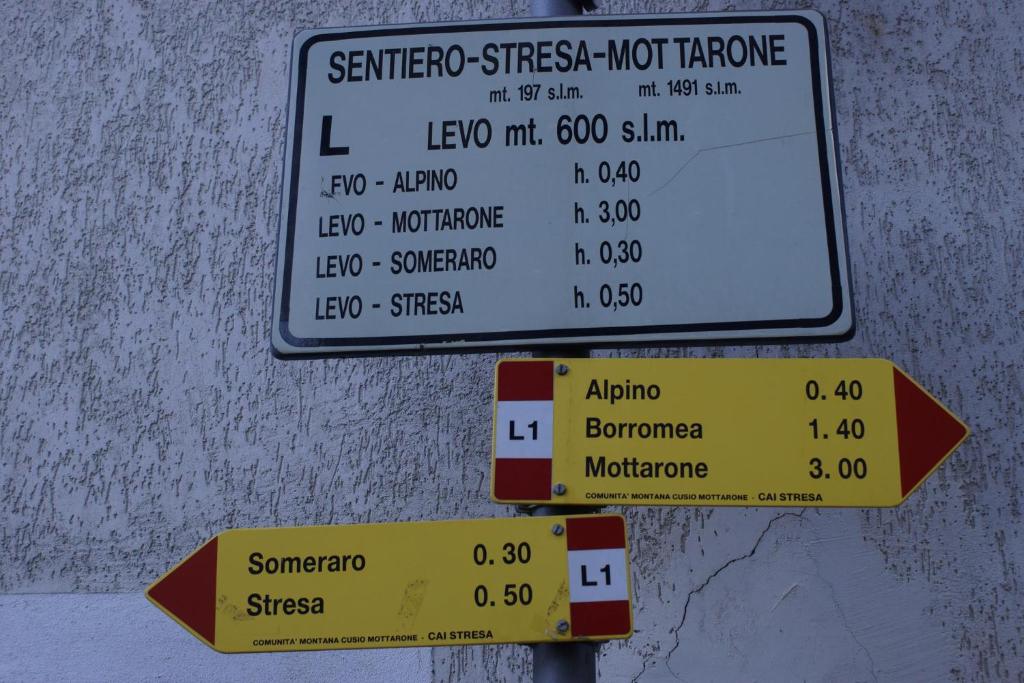 SENTIERO-STRESA-MOTTARONE
mt. 197 s.l.m. mt. 1491 s.l.m.
L LEVO mt. 600 s.l.m.
LEVO - ALPINO h. 0,40
LEVO - MOTTARONE h. 3,00
LEVO - SOMERARO h. 0,30
LEVO - STRESA h. 0,50
L1
Alpino 0. 40
Borromea 1. 40
Mottarone 3. 00
COMUNITA' MONTANA CUSIO MOTTARONE - CAI STRESA
Someraro 0. 30
Stresa 0. 50
L1
COMUNITA' MONTANA CUSIO MOTTARONE - CAI STRESA